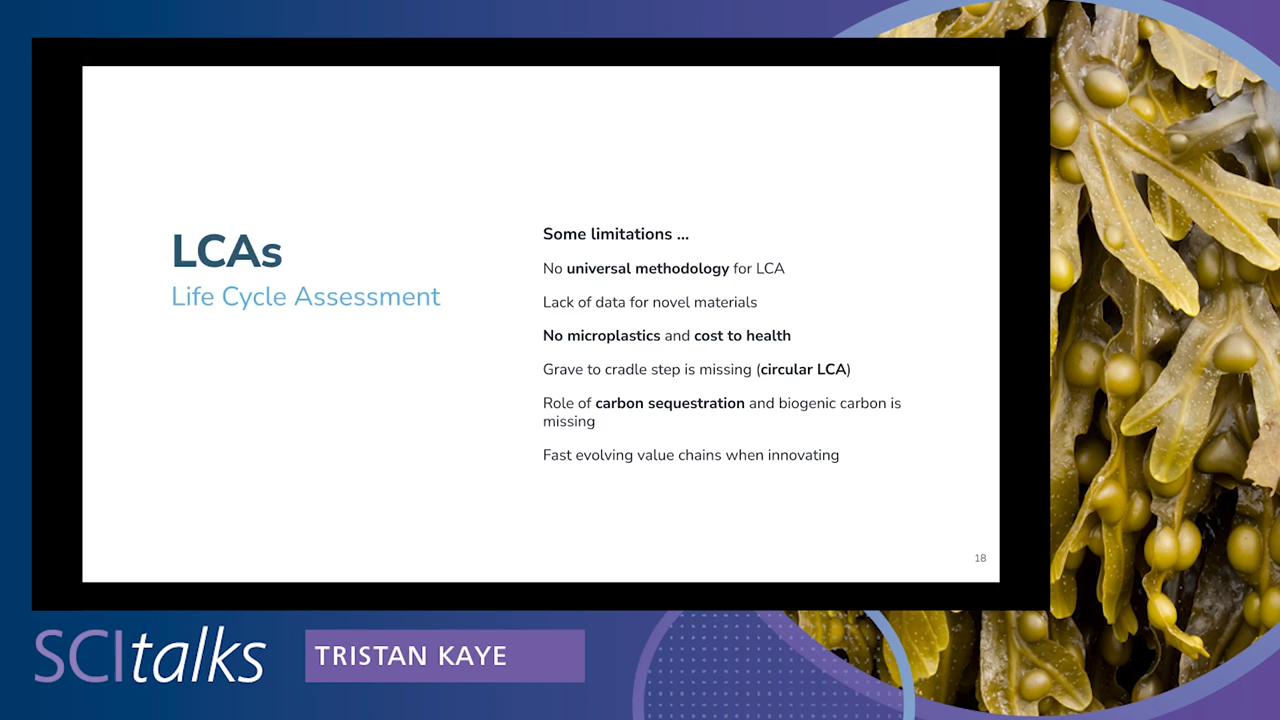 LCAs
Life Cycle Assessment
Some limitations ...
No universal methodology for LCA
Lack of data for novel materials
No microplastics and cost to health
Grave to cradle step is missing (circular LCA)
Role of carbon sequestration and biogenic carbon is
missing
Fast evolving value chains when innovating
18
SCItalks
TRISTAN KAYE